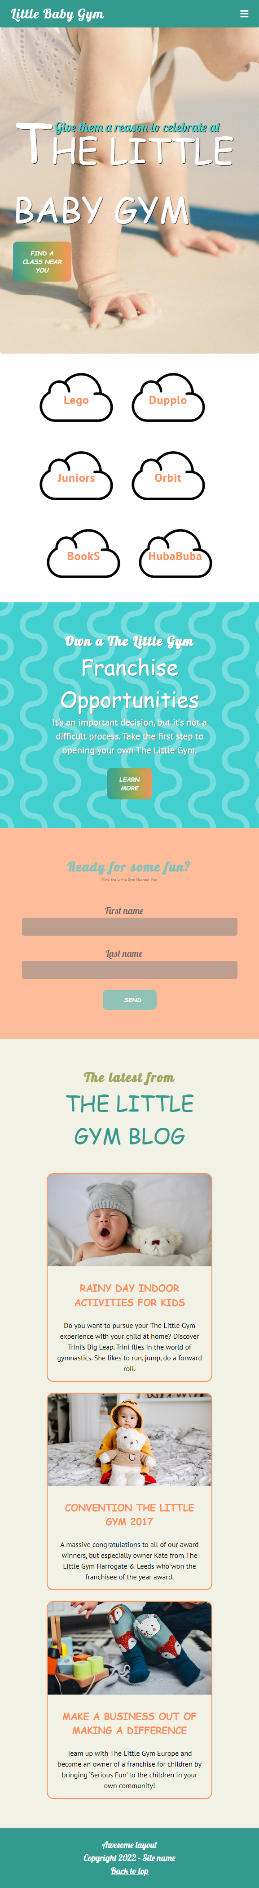 Little Baby Gym
Give them a reason to celebrate at
THE LITTLE
BABY GYM
FIND A
CLASS NEAR
YOU
Lego
Dupplo
Juniors
Orbit
BookS
HubaBuba
Own a The Little Gym
Franchise
Opportunities
It's an important decision, but it's not a
difficult process. Take the first step to
opening your own The Little Gym.
LEARN
MORE
Ready for some fun?
First name
Last name
SEND
The latest from
THE LITTLE
GYM BLOG
RAINY DAY INDOOR
ACTIVITIES FOR KIDS
Do you want to pursue your The Little Gym
experience with your child at home? Discover
Trini's Big Leap. Trini flies in the world of
gymnastics. She likes to run, jump, do a forward
roll.
CONVENTION THE LITTLE
GYM 2017
A massive congratulations to all of our award
winners, but especially owner Kate from The
Little Gym Harrogate & Leeds who won the
franchisee of the year award.
MAKE A BUSINESS OUT OF
MAKING A DIFFERENCE
Team up with The Little Gym Europe and
become an owner of a franchise for children by
bringing 'Serious Fun' to the children in your
own community!
Awesome layout
Copyright 2022 - Site name
Back to top